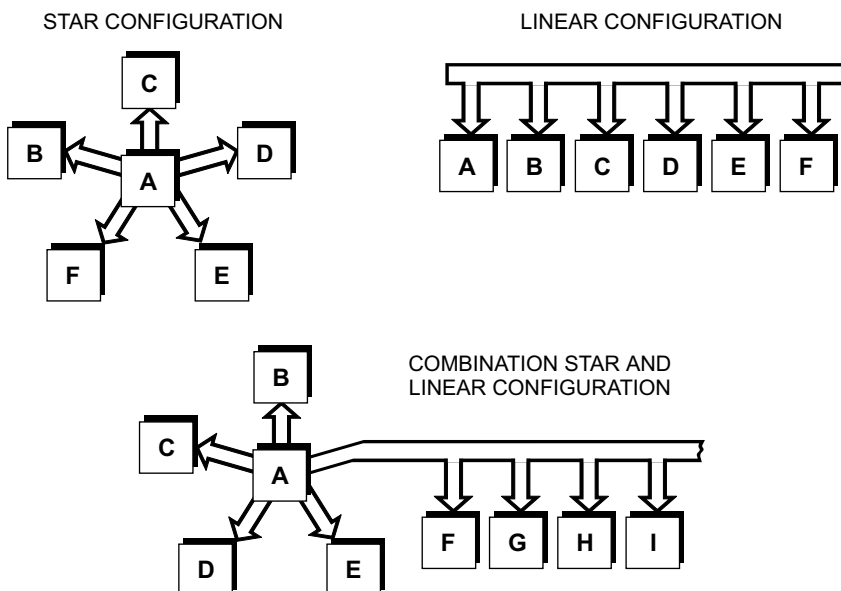 STAR CONFIGURATION
C
B
D
A
F
E
LINEAR CONFIGURATION
A B C D E F
COMBINATION STAR AND
LINEAR CONFIGURATION
B
C
A
D
E
F G H I